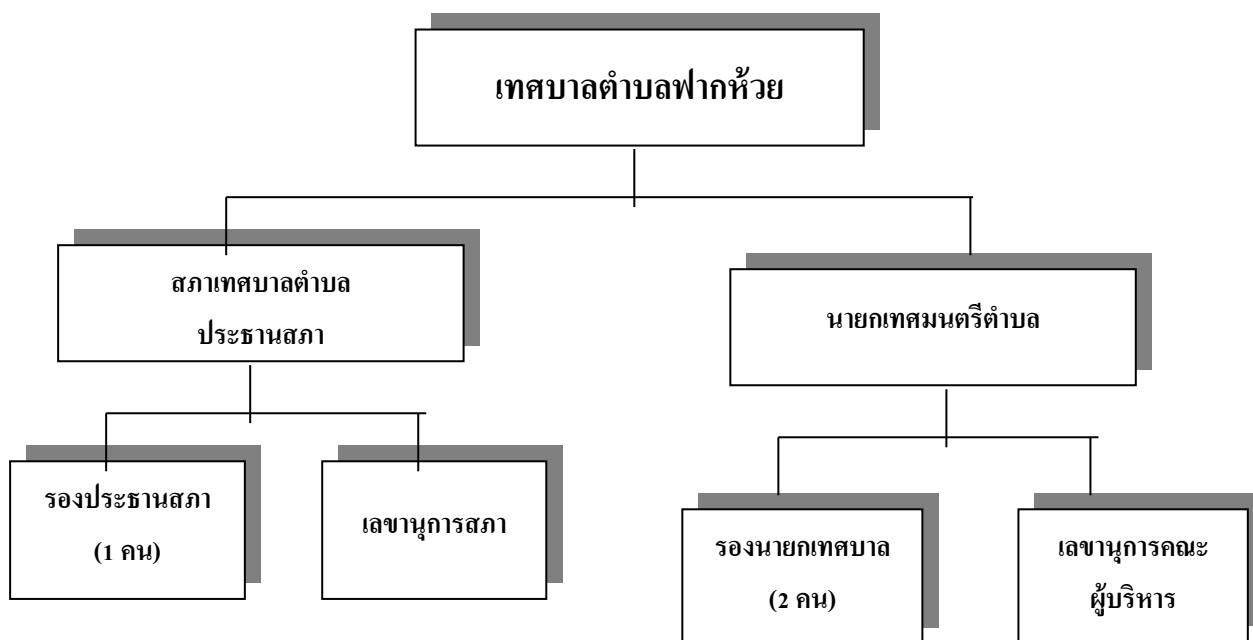 เทศบาลตำบลฟากห้วย
สภาเทศบาลตำบล
ประธานสภา
นายกเทศมนตรีตำบล
รองประธานสภา
(1 คน)
เลขานุการสภา
รองนายกเทศบาล
(2 คน)
เลขานุการคณะ
ผู้บริหาร